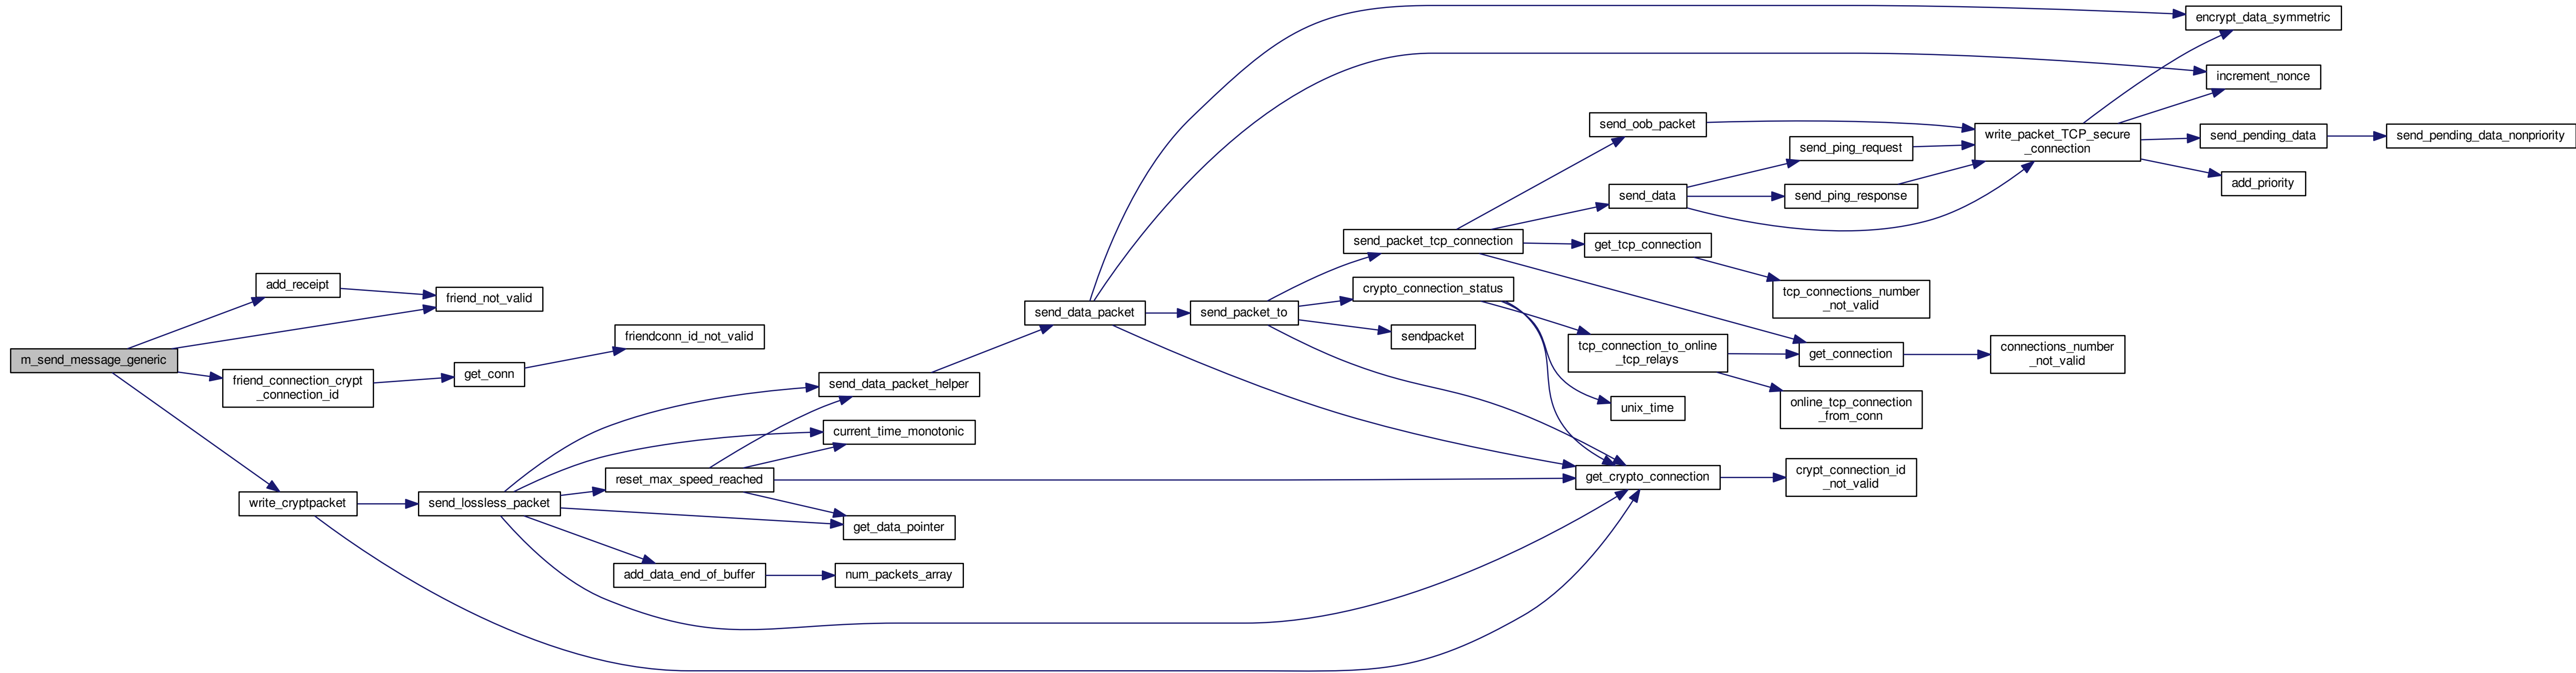 m_send_message_generic
add_receipt
friend_not_valid
friend_connection_crypt
_connection_id
get_conn
friendconn_id_not_valid
write_cryptpacket
send_lossless_packet
send_data_packet_helper
current_time_monotonic
reset_max_speed_reached
get_data_pointer
add_data_end_of_buffer
num_packets_array
send_data_packet
send_packet_to
send_packet_tcp_connection
crypto_connection_status
sendpacket
send_oob_packet
send_data
send_ping_request
send_ping_response
get_tcp_connection
tcp_connections_number
_not_valid
tcp_connection_to_online
_tcp_relays
get_connection
connections_number
_not_valid
online_tcp_connection
_from_conn
unix_time
get_crypto_connection
crypt_connection_id
_not_valid
write_packet_TCP_secure
_connection
encrypt_data_symmetric
increment_nonce
send_pending_data
send_pending_data_nonpriority
add_priority